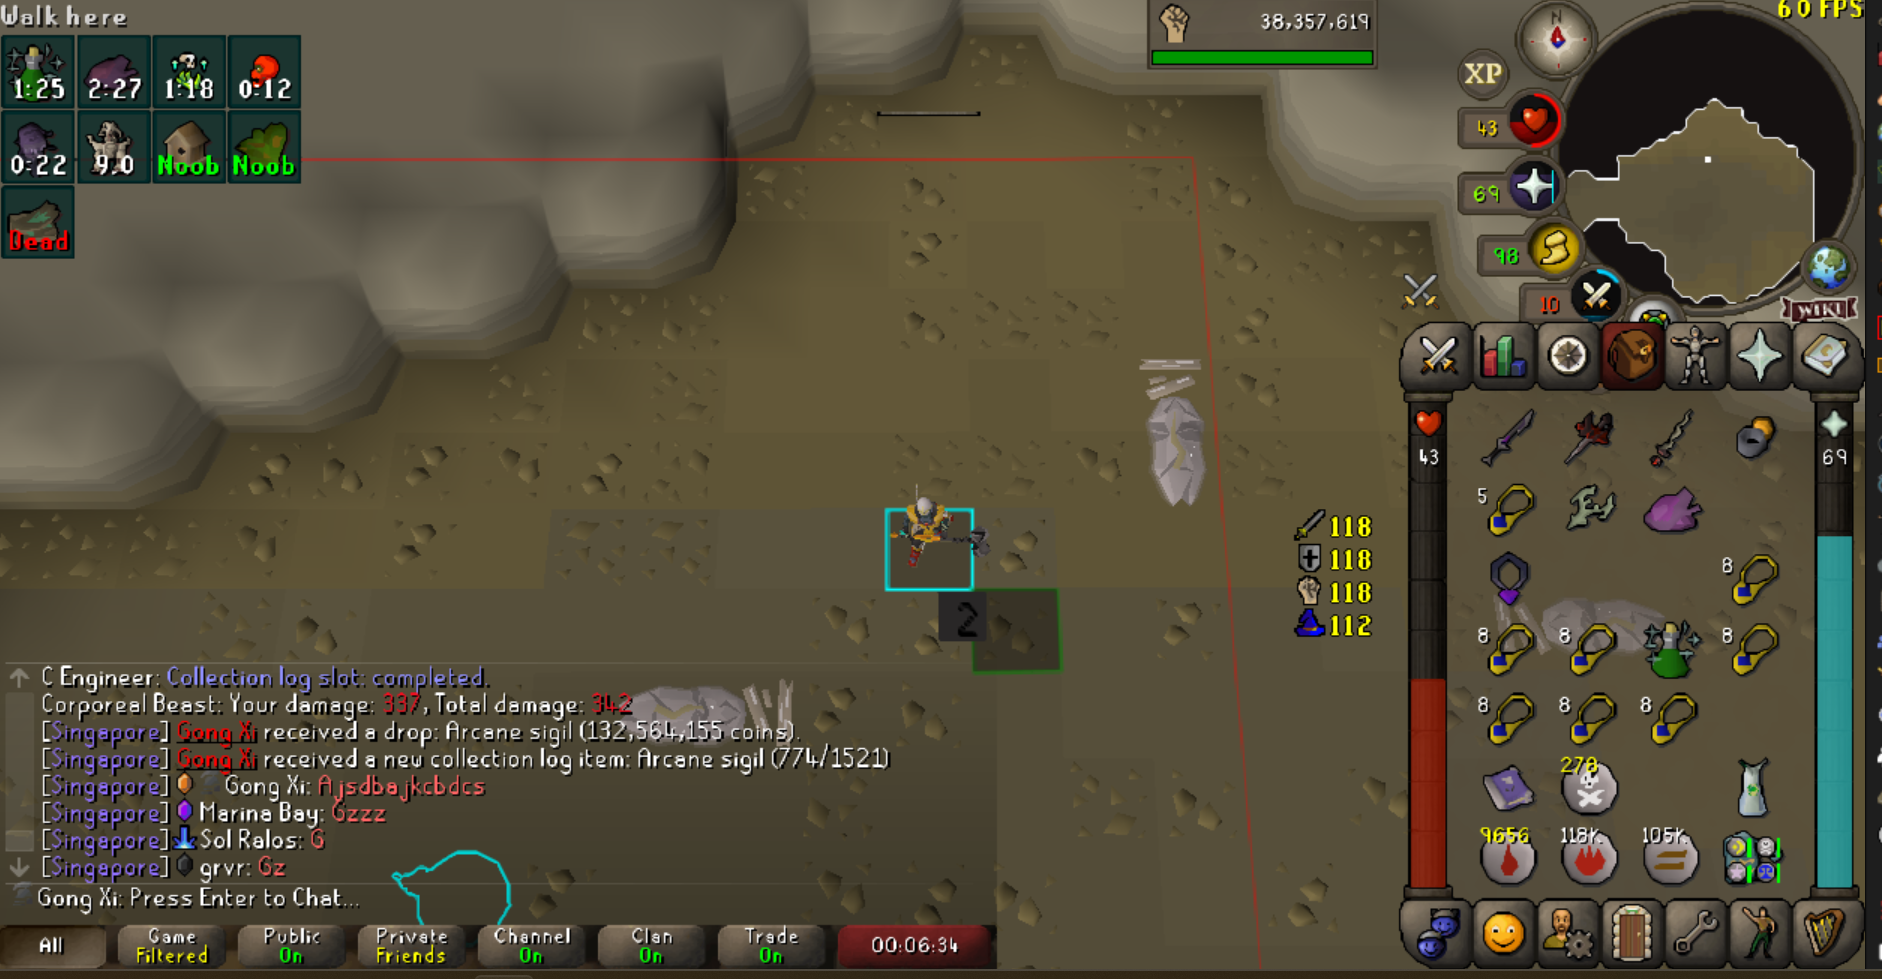 Walk here
38,357,619
60 FPS
1:25
2:27
1:18
0:12
XP
N
43
0:22
9.0
Noob
Noob
69
Dead
98
10
WIKI
43
69
5
118
118
118
112
8
8
8
8
2
8
8
8
C Engineer: Collection log slot: completed.
Corporeal Beast: Your damage: 337, Total damage: 342
[Singapore] Gong Xi received a drop: Arcane sigil (132,564,155 coins).
[Singapore] Gong Xi received a new collection log item: Arcane sigil (774/1521)
[Singapore] Gong Xi: Ajsdbajkcbdcs
[Singapore] Marina Bay: Gzzz
[Singapore] Sol Ralos: G
[Singapore] grvr: Gz
Gong Xi: Press Enter to Chat...
270
9656
118K
105K
All
Game
Filtered
Public
On
Private
Friends
Channel
On
Clan
On
Trade
On
00:06:34